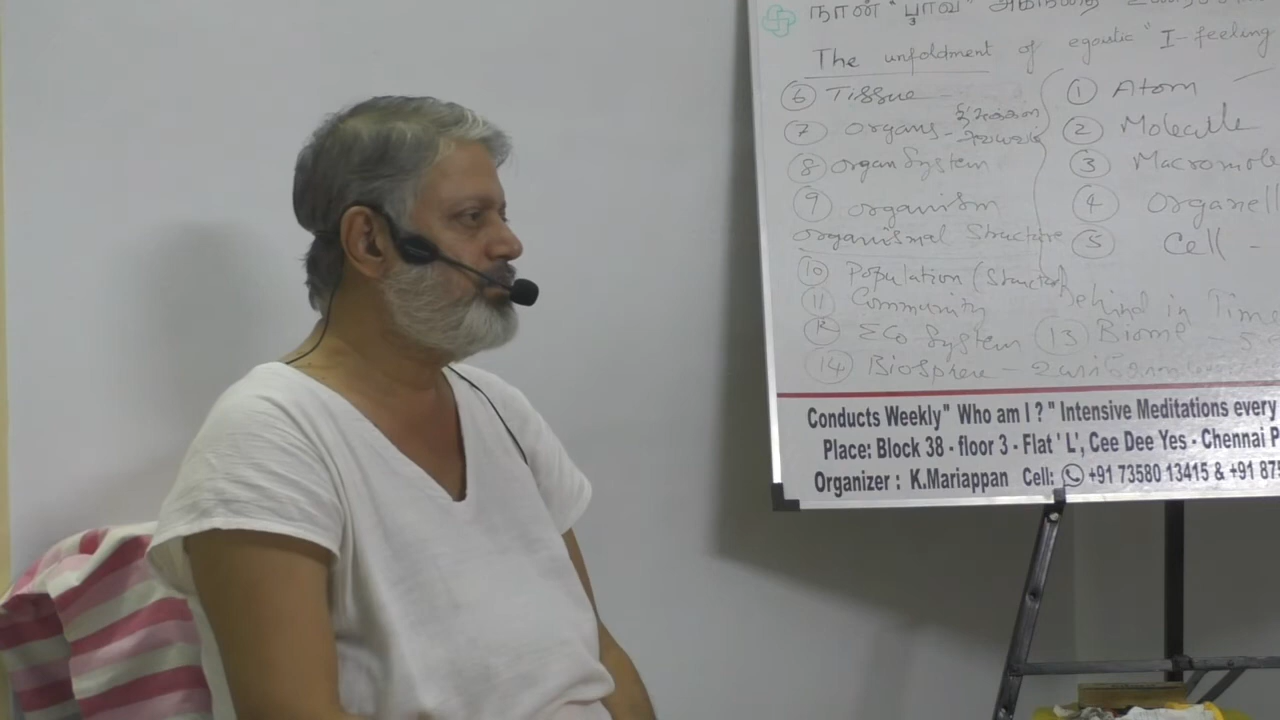 நான் "பாவ" அகந்தை
The unfoldment of egoistic "I-feeling
⑥ Tissue -
⑦ Organs -
⑧ organ System
⑨ organism
Organismal Structure
⑩ Population (Structure)
⑪ Community
⑫ Eco System ⑬ Biome -
⑭ Biosphere -
① Atom
② Molecule
③ Macromole
④ Organell
⑤ Cell -
behind in Time
Conducts Weekly" Who am I ? " Intensive Meditations every
Place: Block 38 - floor 3 - Flat ' L', Cee Dee Yes - Chennai P
Organizer : K.Mariappan Cell: +91 73580 13415 & +91 875